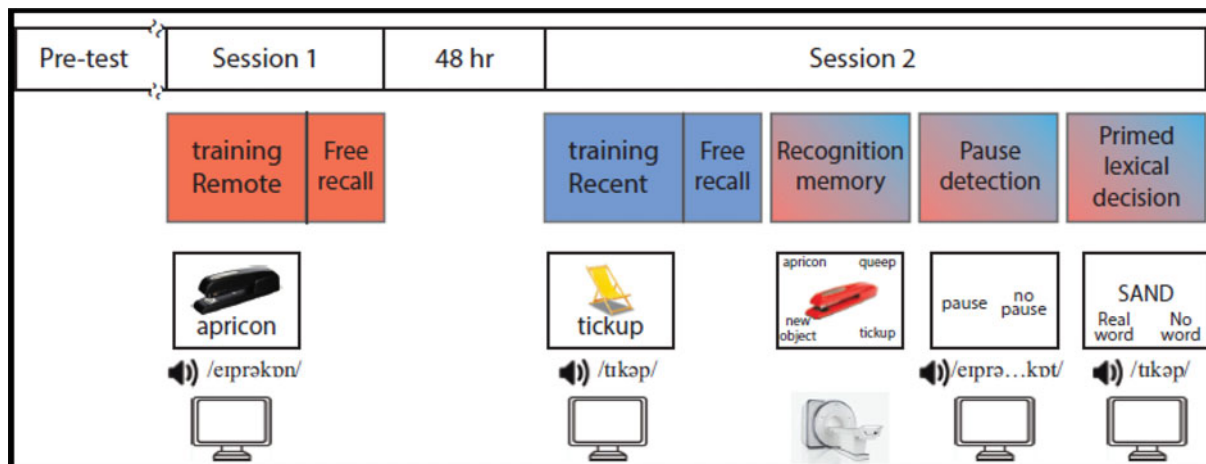 Pre-test
Session 1
48 hr
Session 2
training
Remote
Free
recall
training
Recent
Free
recall
Recognition
memory
Pause
detection
Primed
lexical
decision
apricon
tickup
apricon queep
new
object
tickup
pause
no
pause
SAND
Real
word
No
word
/eɪprəkɒn/
/tɪkəp/
/eɪprə…kɒt/
/tɪkəp/